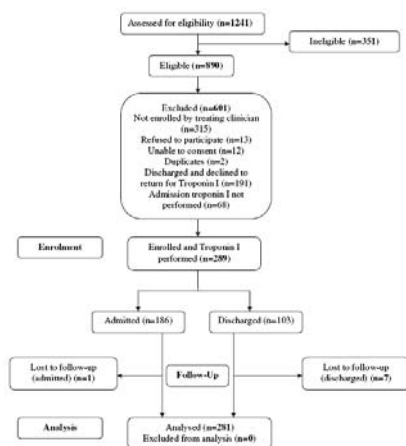 Assessed for eligibility (n=1241)
Ineligible (n=351)
Eligible (n=890)
Excluded (n=601)
Not enrolled by treating clinician
(n=315)
Refused to participate (n=13)
Unable to consent (n=12)
Duplicates (n=2)
Discharged and declined to
return for Troponin I (n=191)
Admission troponin I not
performed (n=68)
Enrolment
Enrolled and Troponin I
performed (n=289)
Admitted (n=186)
Discharged (n=103)
Lost to follow-up
(admitted) (n=1)
Follow-Up
Lost to follow-up
(discharged) (n=7)
Analysis
Analysed (n=281)
Excluded from analysis (n=0)